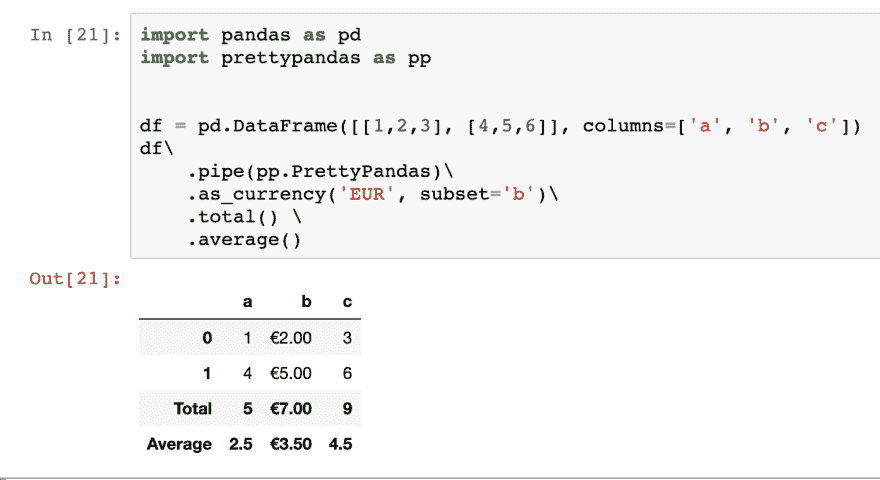 In [21]: import pandas as pd
import prettypandas as pp
df = pd.DataFrame([[1,2,3], [4,5,6]], columns=['a', 'b', 'c'])
df\
.pipe(pp.PrettyPandas)\
.as_currency('EUR', subset='b')\
.total() \
.average()
Out[21]:
a b c
0 1 €2.00 3
1 4 €5.00 6
Total 5 €7.00 9
Average 2.5 €3.50 4.5